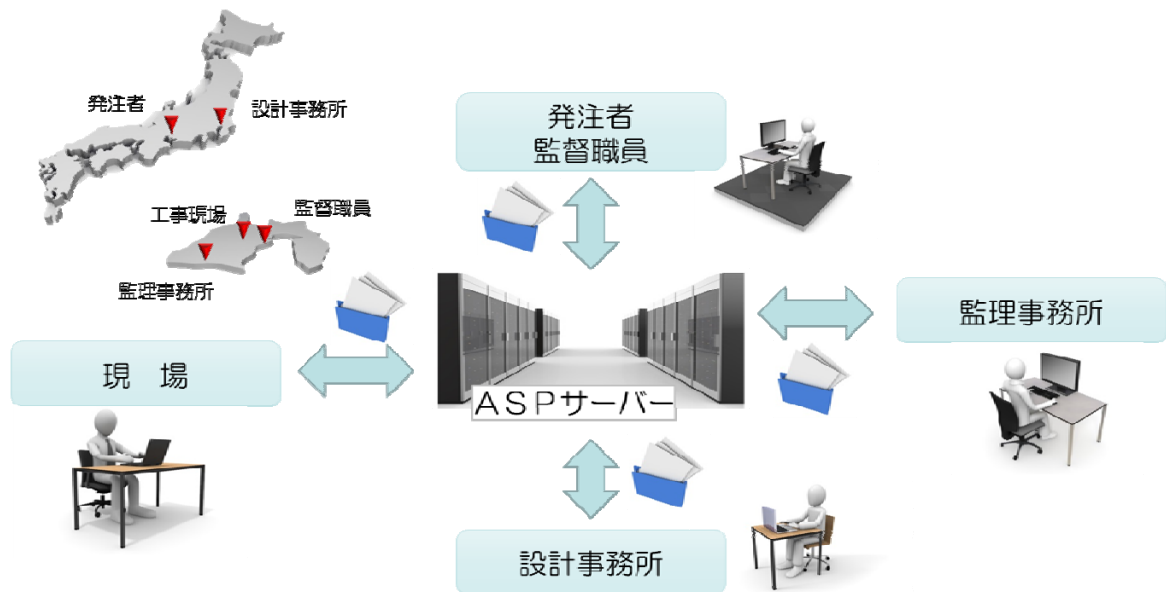 発注者
設計事務所
工事現場
監督職員
監理事務所
発注者
監督職員
監理事務所
現　場
ＡＳＰサーバー
設計事務所